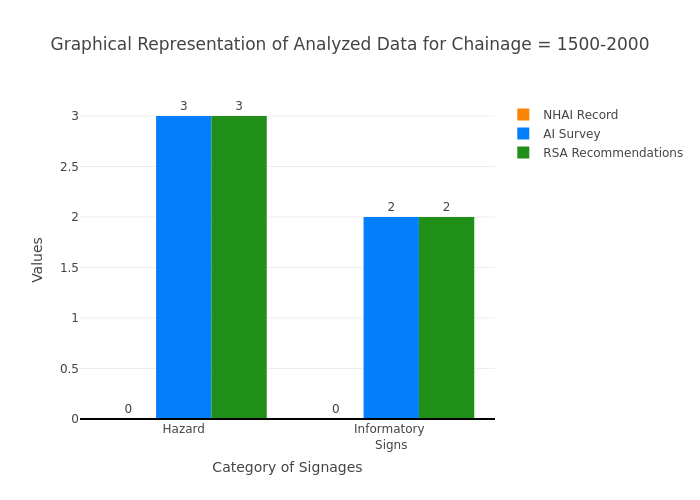 Graphical Representation of Analyzed Data for Chainage = 1500-2000
NHAI Record
AI Survey
RSA Recommendations
Values
3
2.5
2
1.5
1
0.5
0
0
3
3
0
2
2
Hazard
Informatory
Signs
Category of Signages